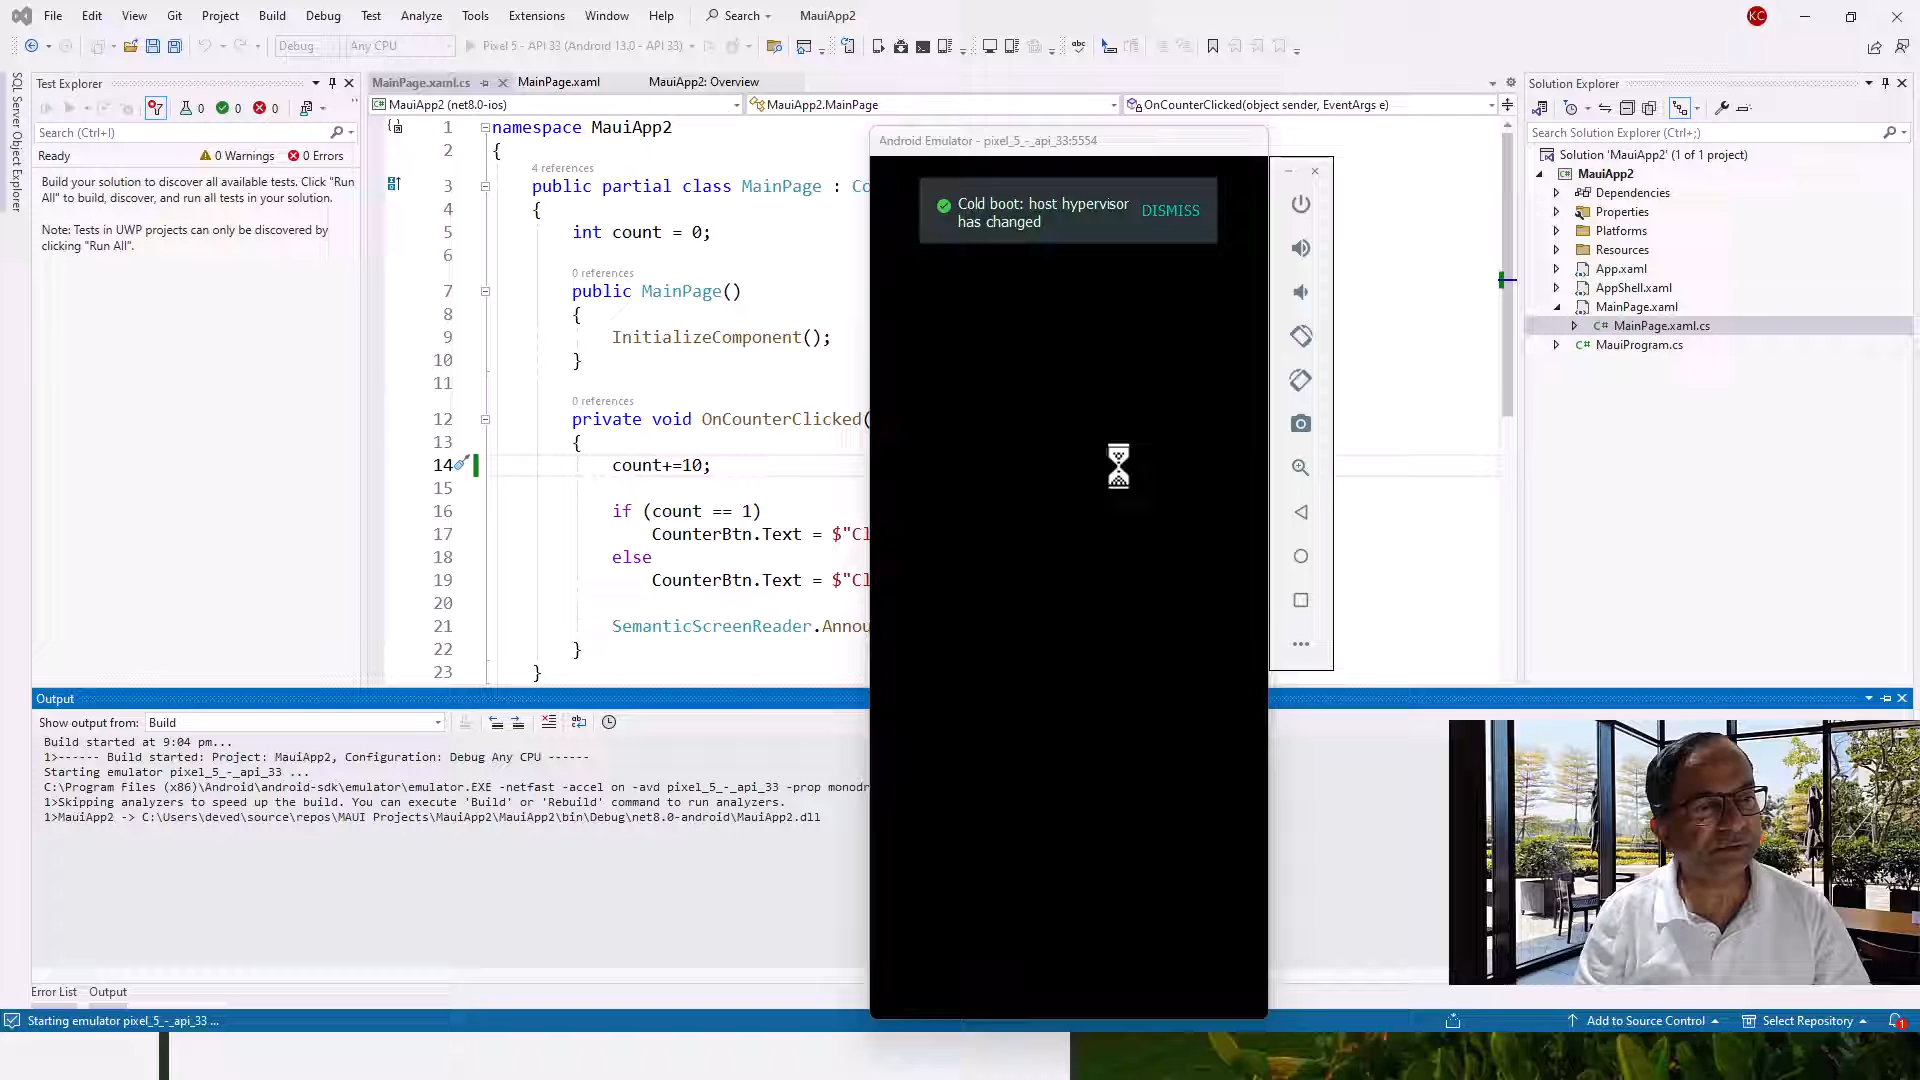 File Edit View Git Project Build Debug Test Analyze Tools Extensions Window Help Search MauiApp2 KC
Debug Any CPU Pixel 5 - API 33 (Android 13.0 - API 33)
SQL Server Object Explorer
Test Explorer
0 0 0
Search (Ctrl+I)
Ready 0 Warnings 0 Errors
Build your solution to discover all available tests. Click "Run
All" to build, discover, and run all tests in your solution.
Note: Tests in UWP projects can only be discovered by
clicking "Run All".
MainPage.xaml.cs MainPage.xaml MauiApp2: Overview
MauiApp2 (net8.0-ios) MauiApp2.MainPage OnCounterClicked(object sender, EventArgs e)
1 namespace MauiApp2
2 {
4 references
3 public partial class MainPage : Co
4 {
5 int count = 0;
6
0 references
7 public MainPage()
8 {
9 InitializeComponent();
10 }
11
0 references
12 private void OnCounterClicked(
13 {
14 count+=10;
15
16 if (count == 1)
17 CounterBtn.Text = $"Cl
18 else
19 CounterBtn.Text = $"Cl
20
21 SemanticScreenReader.Annou
22 }
23 }
Android Emulator - pixel_5_-_api_33:5554
Cold boot: host hypervisor
has changed
DISMISS
Solution Explorer
Search Solution Explorer (Ctrl+;)
Solution 'MauiApp2' (1 of 1 project)
MauiApp2
Dependencies
Properties
Platforms
Resources
App.xaml
AppShell.xaml
MainPage.xaml
C# MainPage.xaml.cs
C# MauiProgram.cs
Output
Show output from: Build
Build started at 9:04 pm...
1>------ Build started: Project: MauiApp2, Configuration: Debug Any CPU ------
Starting emulator pixel_5_-_api_33 ...
C:\Program Files (x86)\Android\android-sdk\emulator\emulator.EXE -netfast -accel on -avd pixel_5_-_api_33 -prop monodr
1>Skipping analyzers to speed up the build. You can execute 'Build' or 'Rebuild' command to run analyzers.
1>MauiApp2 -> C:\Users\deved\source\repos\MAUI Projects\MauiApp2\MauiApp2\bin\Debug\net8.0-android\MauiApp2.dll
Error List Output
Starting emulator pixel_5_-_api_33 ... Add to Source Control Select Repository 1